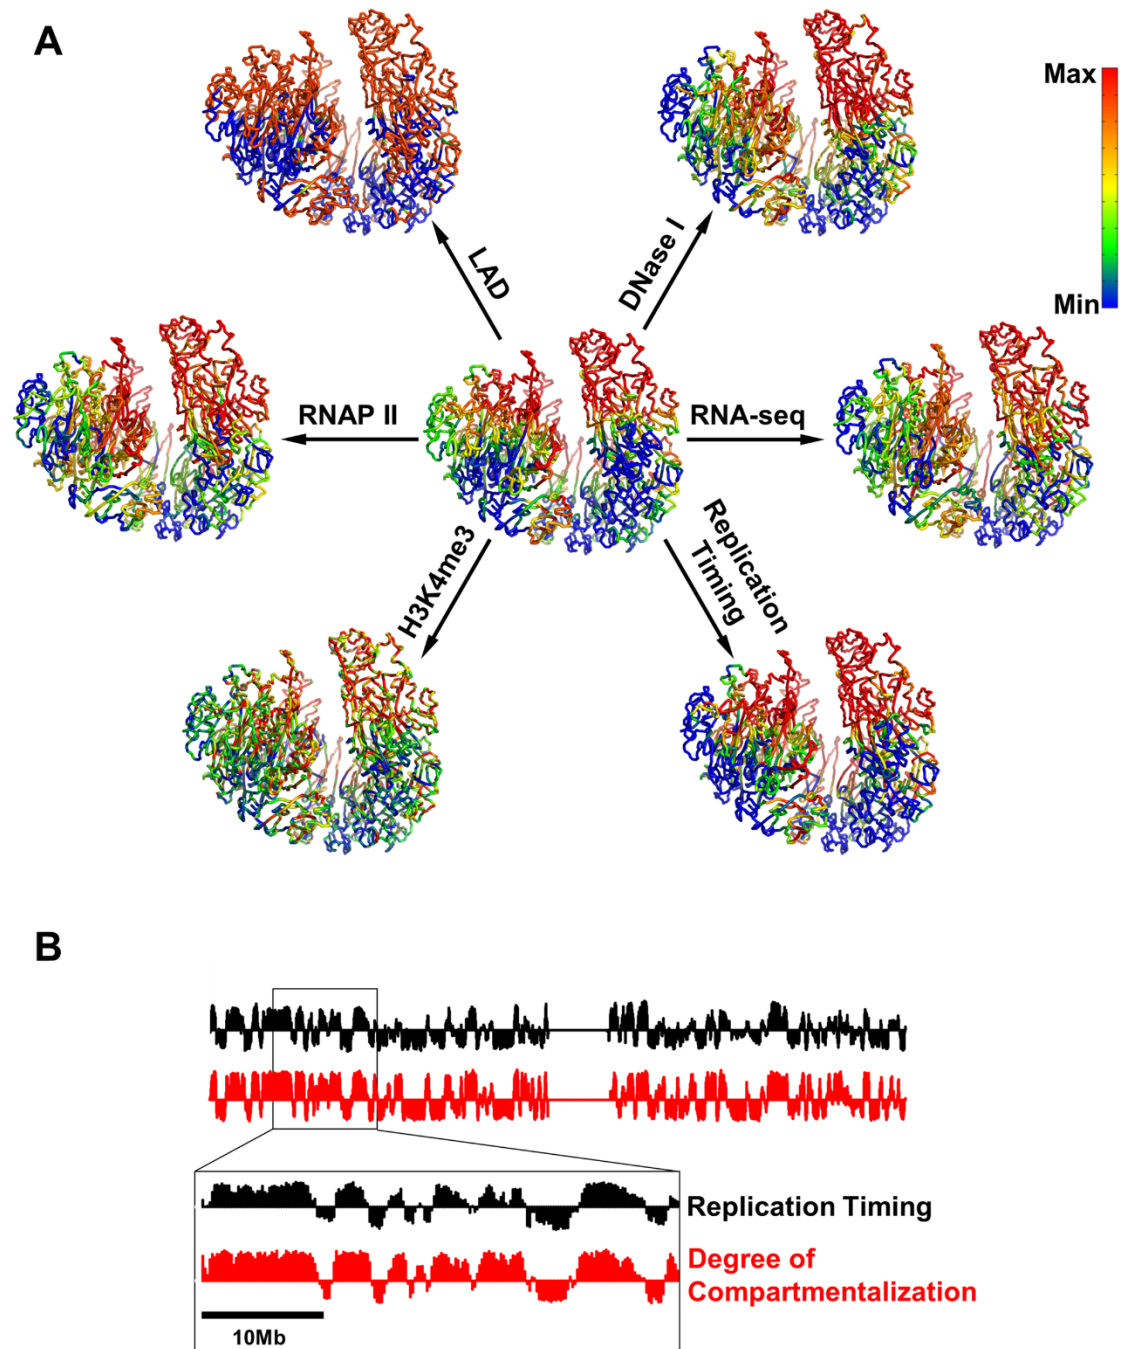 A
Max
Min
LAD
DNase I
RNAP II
RNA-seq
H3K4me3
Replication
Timing
B
Replication Timing
Degree of
Compartmentalization
10Mb